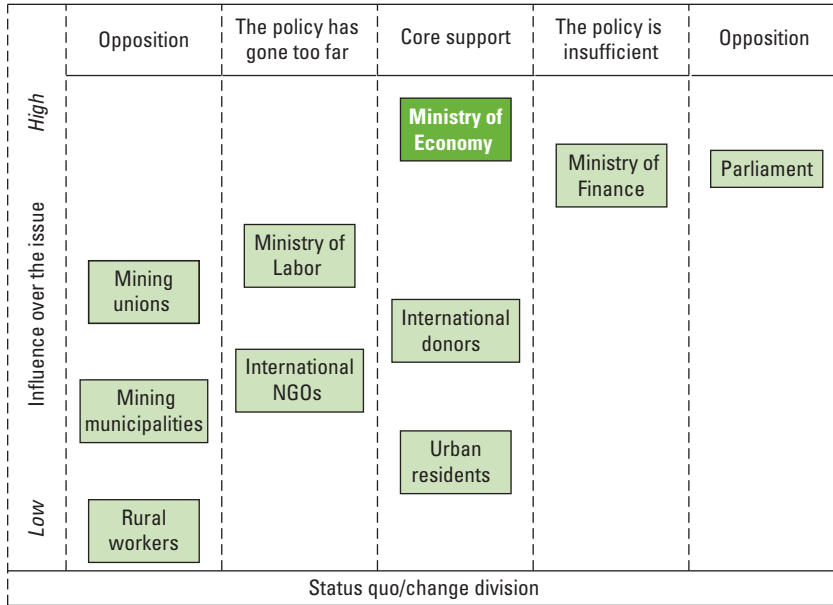 Opposition
The policy has
gone too far
Core support
The policy is
insufficient
Opposition
High
Influence over the issue
Low
Ministry of
Economy
Ministry of
Finance
Parliament
Ministry of
Labor
Mining
unions
International
donors
International
NGOs
Mining
municipalities
Urban
residents
Rural
workers
Status quo/change division